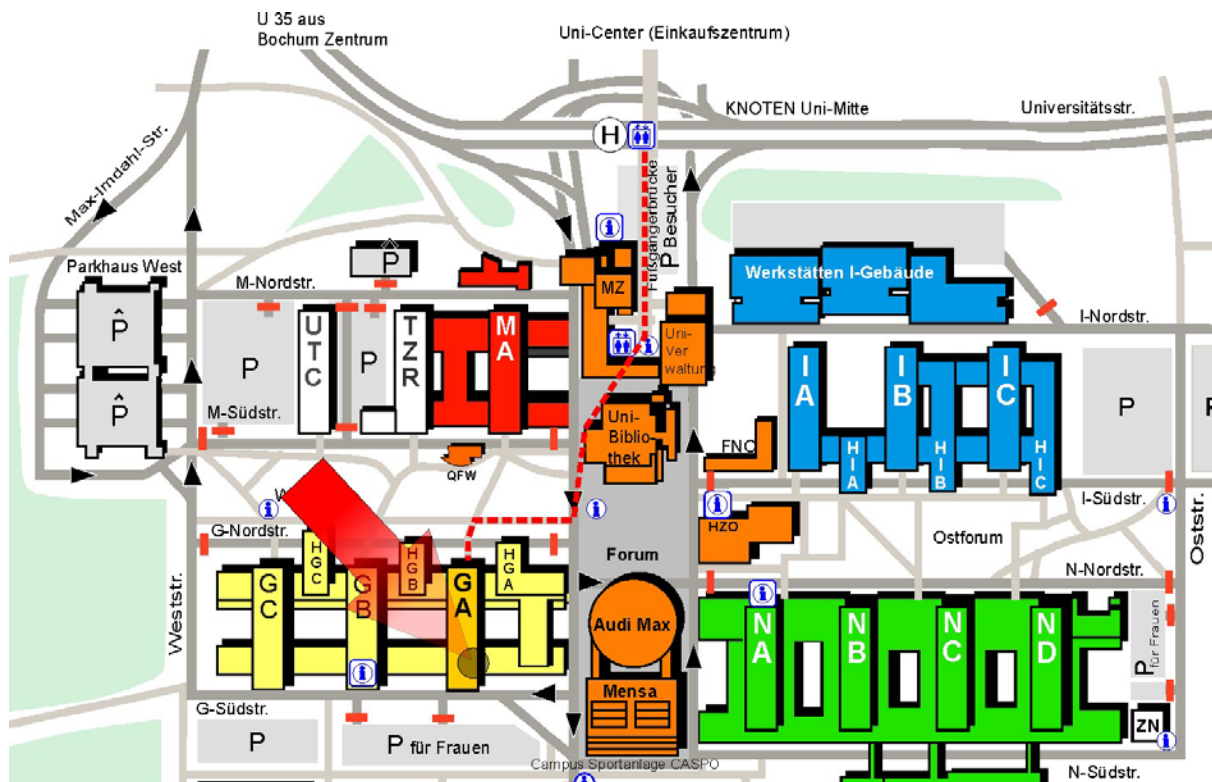 U 35 aus
Bochum Zentrum
Uni-Center (Einkaufszentrum)
KNOTEN Uni-Mitte
Universitätsstr.
H
Max-Imdahl-Str.
Fußgängerbrücke
P Besucher
Parkhaus West
P
M-Nordstr.
MZ
Werkstätten I-Gebäude
I-Nordstr.
P
P
UTC
P
TZR
MA
Uni-
Ver
waltung
IA
IB
IC
P
P
M-Südstr.
Uni-
Biblio-
thek
FNO
HIA
HIB
HIC
QFW
I-Südstr.
Oststr.
G-Nordstr.
HZO
Ostforum
Forum
HGC
HGB
HGA
N-Nordstr.
GC
GB
GA
Weststr.
Audi Max
NA
NB
NC
ND
P
für Frauen
Mensa
G-Südstr.
P
P für Frauen
ZN
Campus Sportanlage CASPO
N-Südstr.